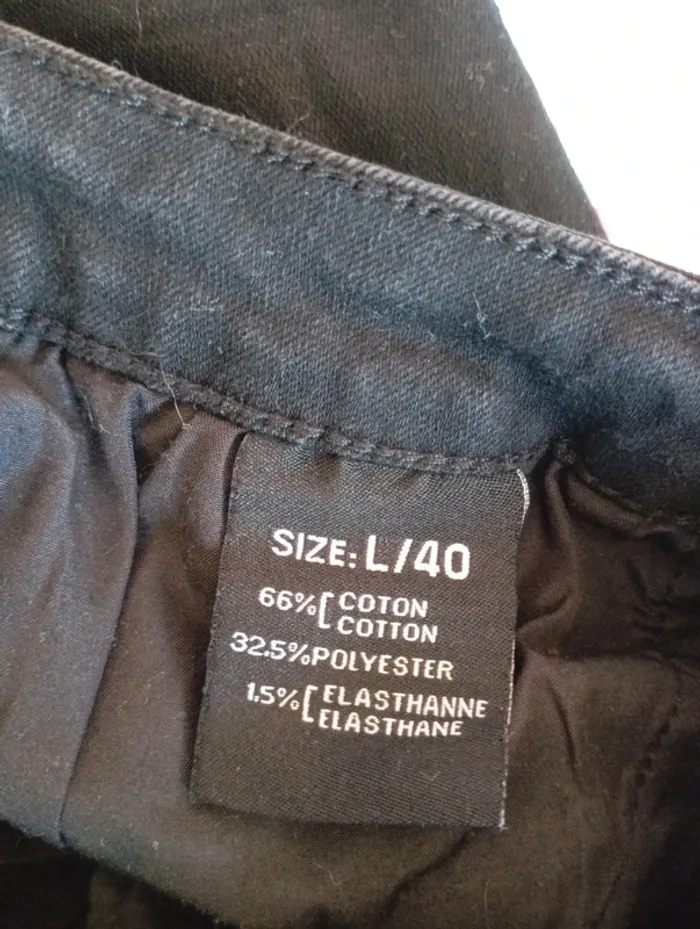 SIZE: L/40
66% [ COTON
COTTON
32.5% POLYESTER
1.5% [ ELASTHANNE
ELASTHANE